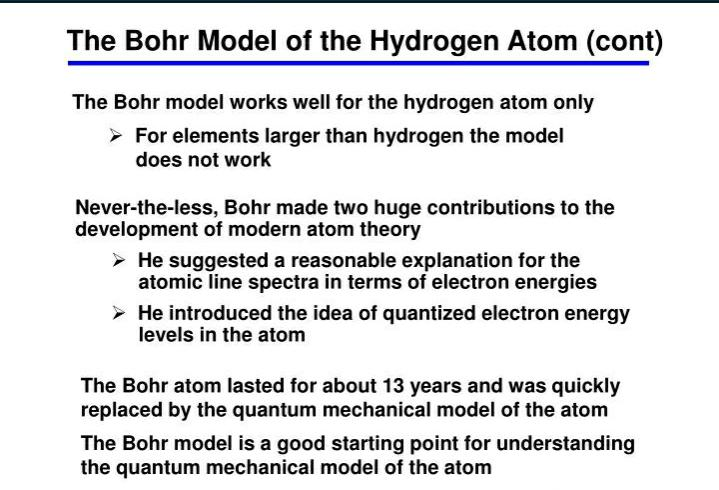 The Bohr Model of the Hydrogen Atom (cont)
The Bohr model works well for the hydrogen atom only
➢ For elements larger than hydrogen the model
does not work
Never-the-less, Bohr made two huge contributions to the
development of modern atom theory
➢ He suggested a reasonable explanation for the
atomic line spectra in terms of electron energies
➢ He introduced the idea of quantized electron energy
levels in the atom
The Bohr atom lasted for about 13 years and was quickly
replaced by the quantum mechanical model of the atom
The Bohr model is a good starting point for understanding
the quantum mechanical model of the atom